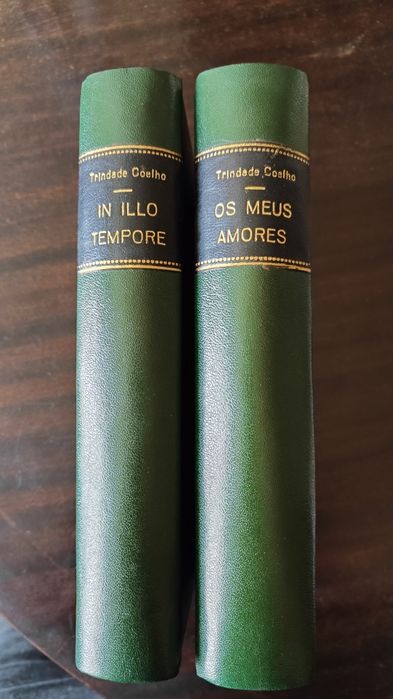 Trindade Coelho
IN ILLO
TEMPORE
Trindade Coelho
OS MEUS
AMORES